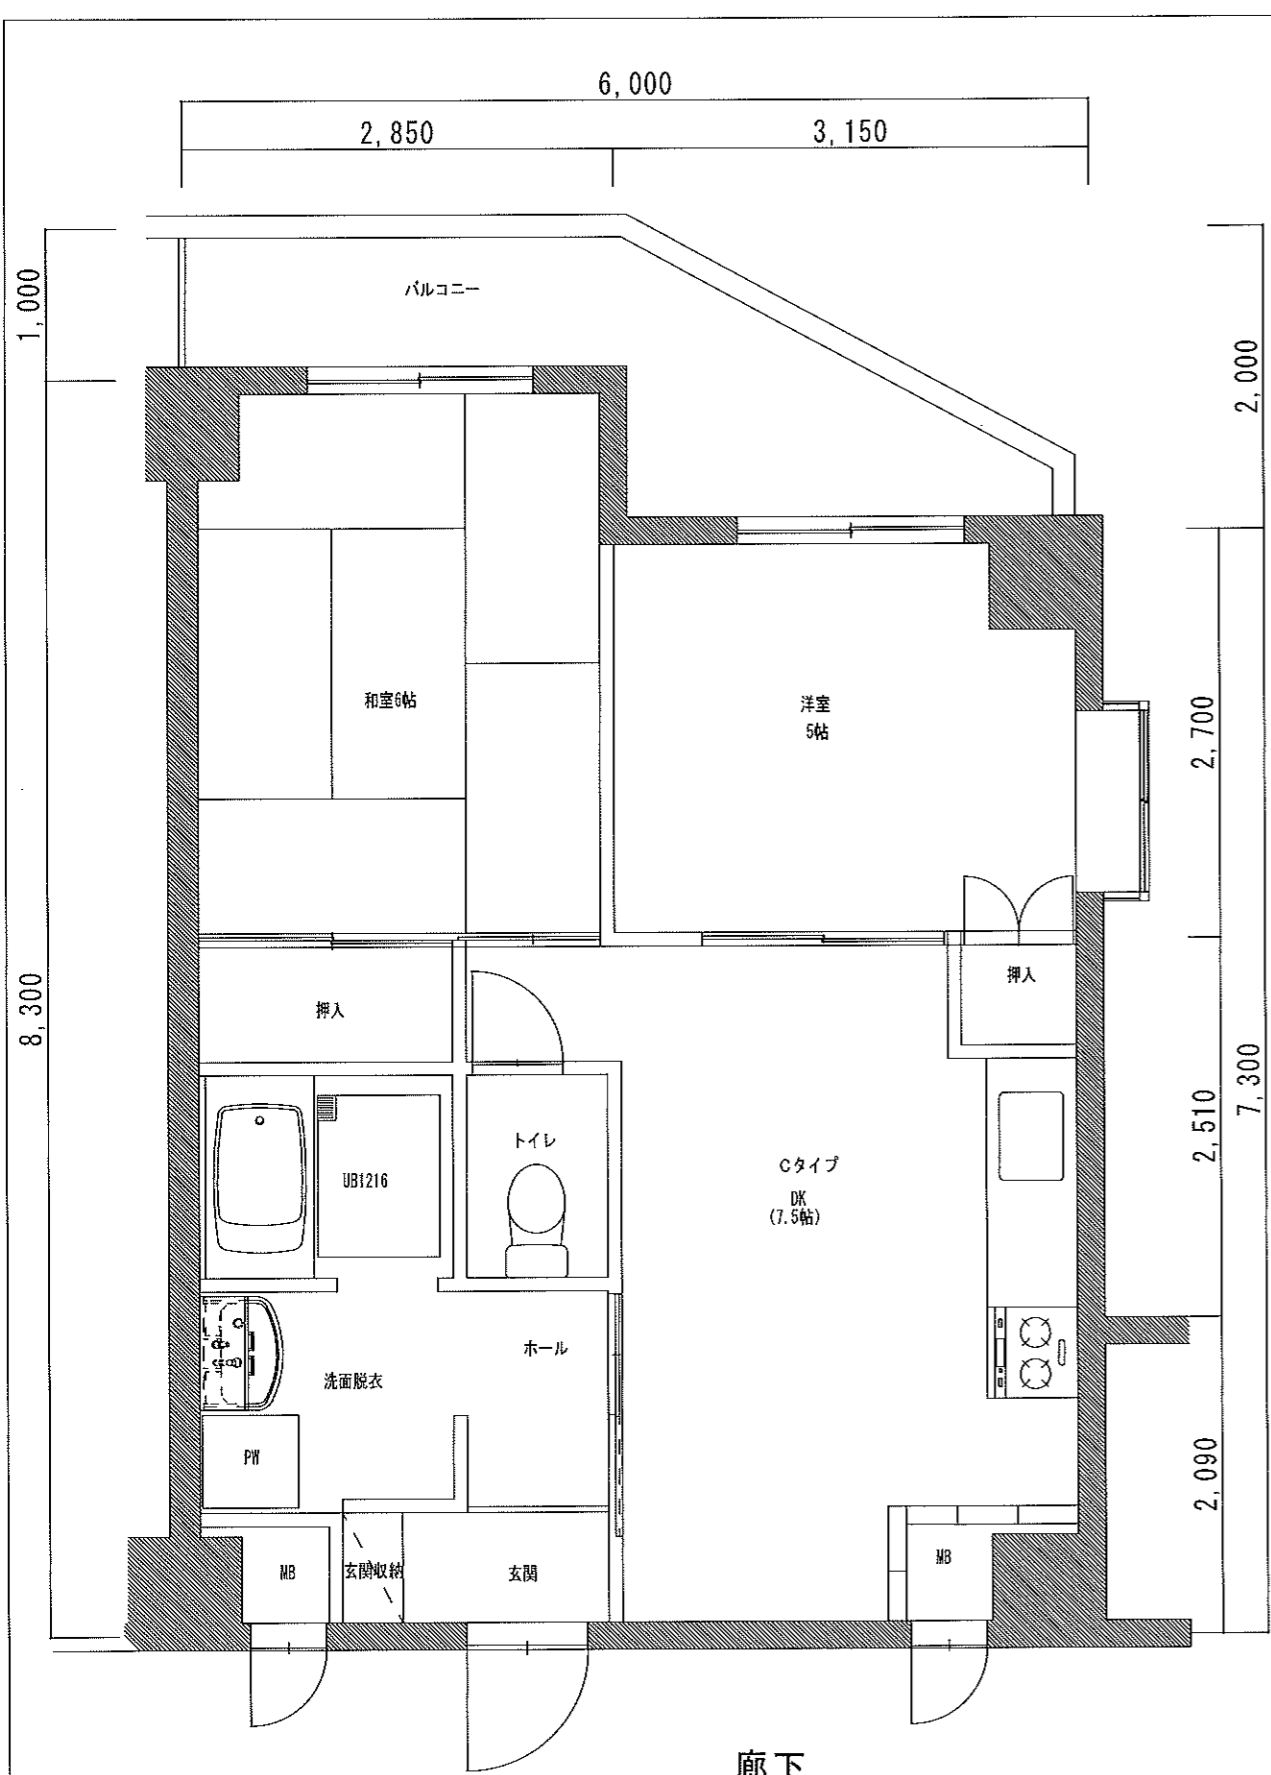 6,000
2,850
3,150
1,000
バルコニー
2,000
和室6帖
洋室
5帖
2,700
押入
押入
8,300
7,300
2,510
トイレ
UB1216
Cタイプ
DK
(7.5帖)
ホール
洗面脱衣
PW
2,090
MB
玄関収納
玄関
MB
廊下